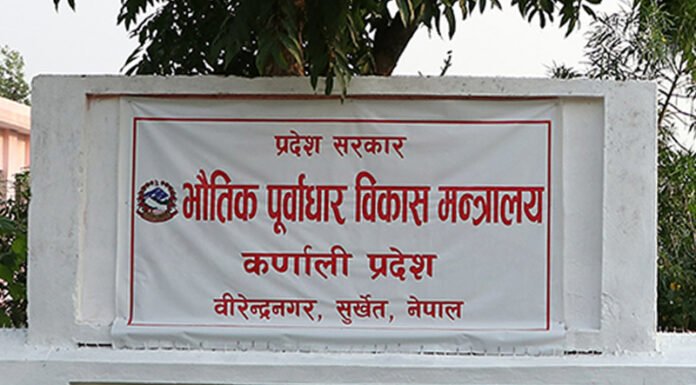 प्रदेश सरकार
भौतिक पूर्वाधार विकास मन्त्रालय
कर्णाली प्रदेश
वीरेन्द्रनगर, सुर्खेत, नेपाल